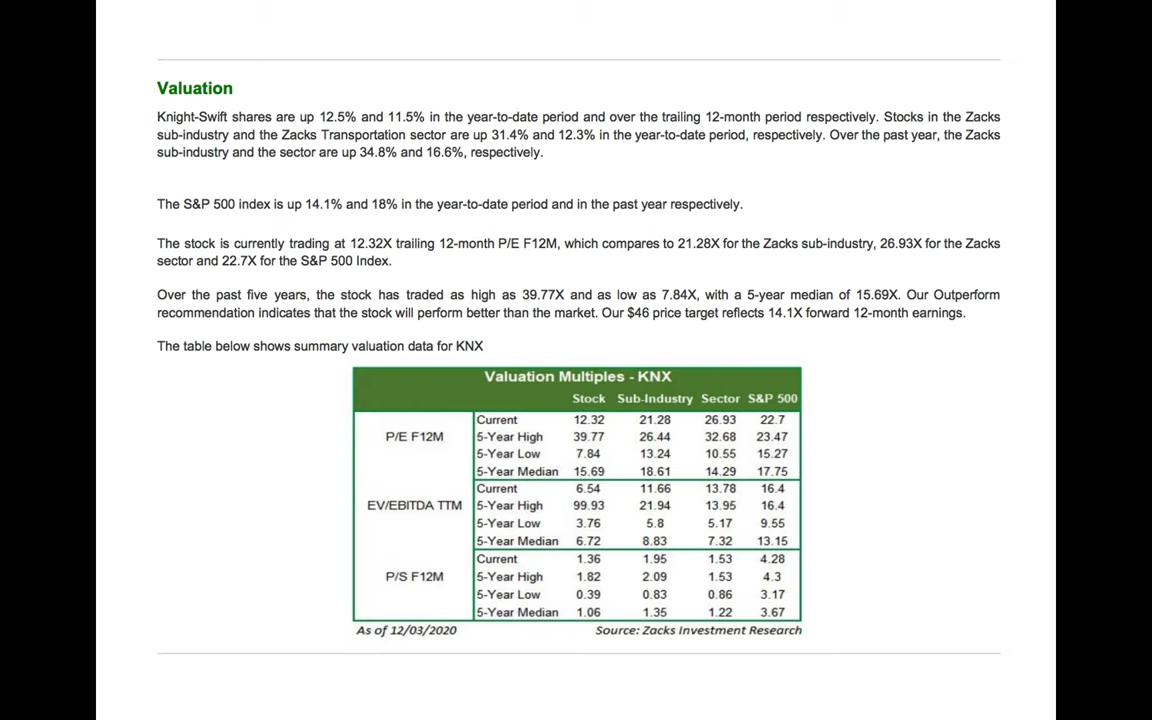 Valuation
Knight-Swift shares are up 12.5% and 11.5% in the year-to-date period and over the trailing 12-month period respectively. Stocks in the Zacks
sub-industry and the Zacks Transportation sector are up 31.4% and 12.3% in the year-to-date period, respectively. Over the past year, the Zacks
sub-industry and the sector are up 34.8% and 16.6%, respectively.
The S&P 500 index is up 14.1% and 18% in the year-to-date period and in the past year respectively.
The stock is currently trading at 12.32X trailing 12-month P/E F12M, which compares to 21.28X for the Zacks sub-industry, 26.93X for the Zacks
sector and 22.7X for the S&P 500 Index.
Over the past five years, the stock has traded as high as 39.77X and as low as 7.84X, with a 5-year median of 15.69X. Our Outperform
recommendation indicates that the stock will perform better than the market. Our $46 price target reflects 14.1X forward 12-month earnings.
The table below shows summary valuation data for KNX
Valuation Multiples - KNX
Stock Sub-Industry Sector S&P 500
Current 12.32 21.28 26.93 22.7
P/E F12M 5-Year High 39.77 26.44 32.68 23.47
5-Year Low 7.84 13.24 10.55 15.27
5-Year Median 15.69 18.61 14.29 17.75
Current 6.54 11.66 13.78 16.4
EV/EBITDA TTM 5-Year High 99.93 21.94 13.95 16.4
5-Year Low 3.76 5.8 5.17 9.55
5-Year Median 6.72 8.83 7.32 13.15
Current 1.36 1.95 1.53 4.28
P/S F12M 5-Year High 1.82 2.09 1.53 4.3
5-Year Low 0.39 0.83 0.86 3.17
5-Year Median 1.06 1.35 1.22 3.67
As of 12/03/2020 Source: Zacks Investment Research